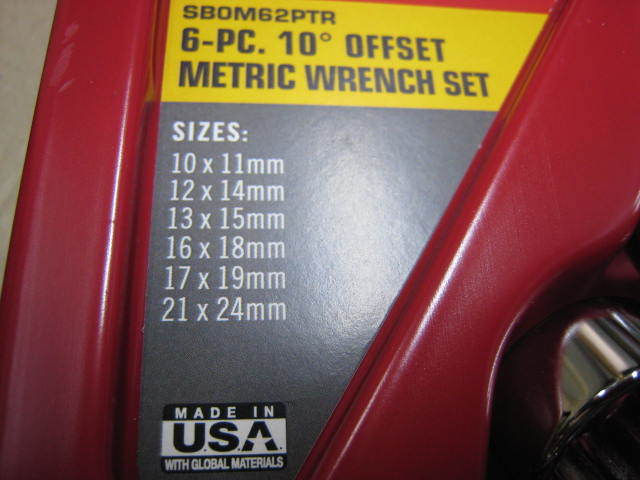 SBOM62PTR
6-PC. 10° OFFSET
METRIC WRENCH SET
SIZES:
10 x 11mm
12 x 14mm
13 x 15mm
16 x 18mm
17 x 19mm
21 x 24mm
MADE IN
U.S.A.
WITH GLOBAL MATERIALS